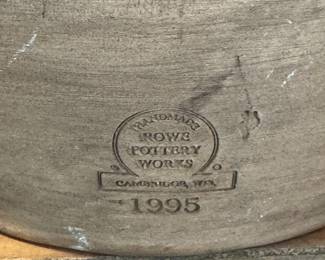 HANDMADE
ROWE
POTTERY
WORKS
CAMBRIDGE, WIS.
1995